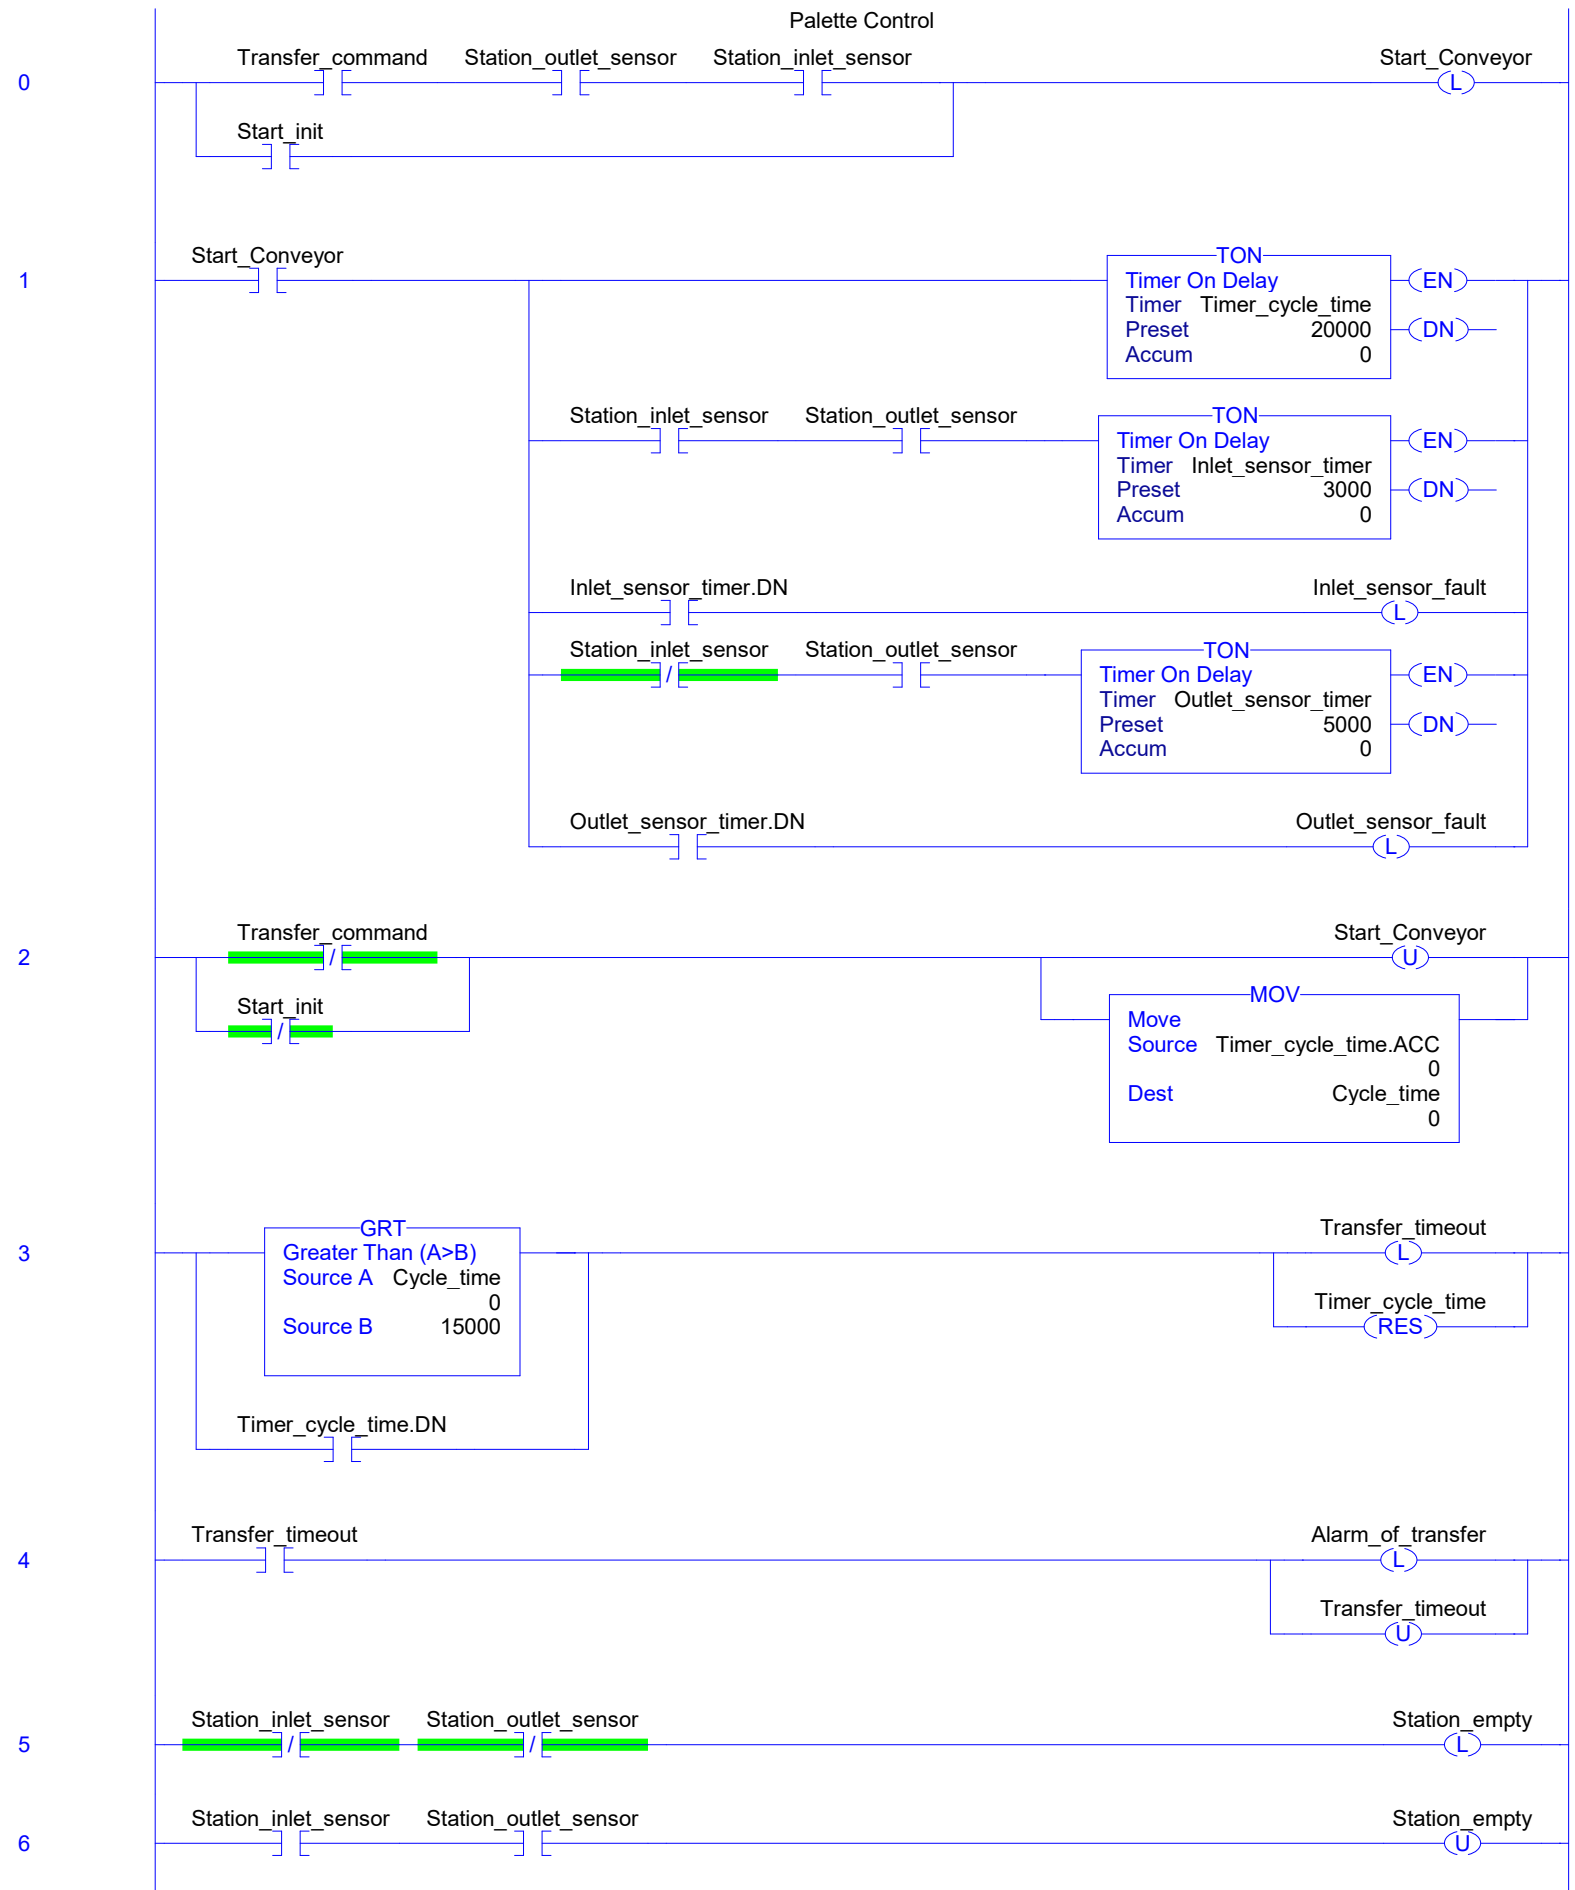 Palette Control
Transfer_command Station_outlet_sensor Station_inlet_sensor Start_Conveyor
0 L
Start_init
Start_Conveyor TON
1 Timer On Delay EN
Timer Timer_cycle_time
Preset 20000 DN
Accum 0
Station_inlet_sensor Station_outlet_sensor TON
Timer On Delay EN
Timer Inlet_sensor_timer
Preset 3000 DN
Accum 0
Inlet_sensor_timer.DN Inlet_sensor_fault
L
Station_inlet_sensor Station_outlet_sensor TON
/ Timer On Delay EN
Timer Outlet_sensor_timer
Preset 5000 DN
Accum 0
Outlet_sensor_timer.DN Outlet_sensor_fault
L
Transfer_command Start_Conveyor
2 / U
Start_init MOV
/ Move
Source Timer_cycle_time.ACC
0
Dest Cycle_time
0
GRT Transfer_timeout
3 Greater Than (A>B) L
Source A Cycle_time
0 Timer_cycle_time
Source B 15000 RES
Timer_cycle_time.DN
Transfer_timeout Alarm_of_transfer
4 L
Transfer_timeout
U
Station_inlet_sensor Station_outlet_sensor Station_empty
5 / / L
Station_inlet_sensor Station_outlet_sensor Station_empty
6 U